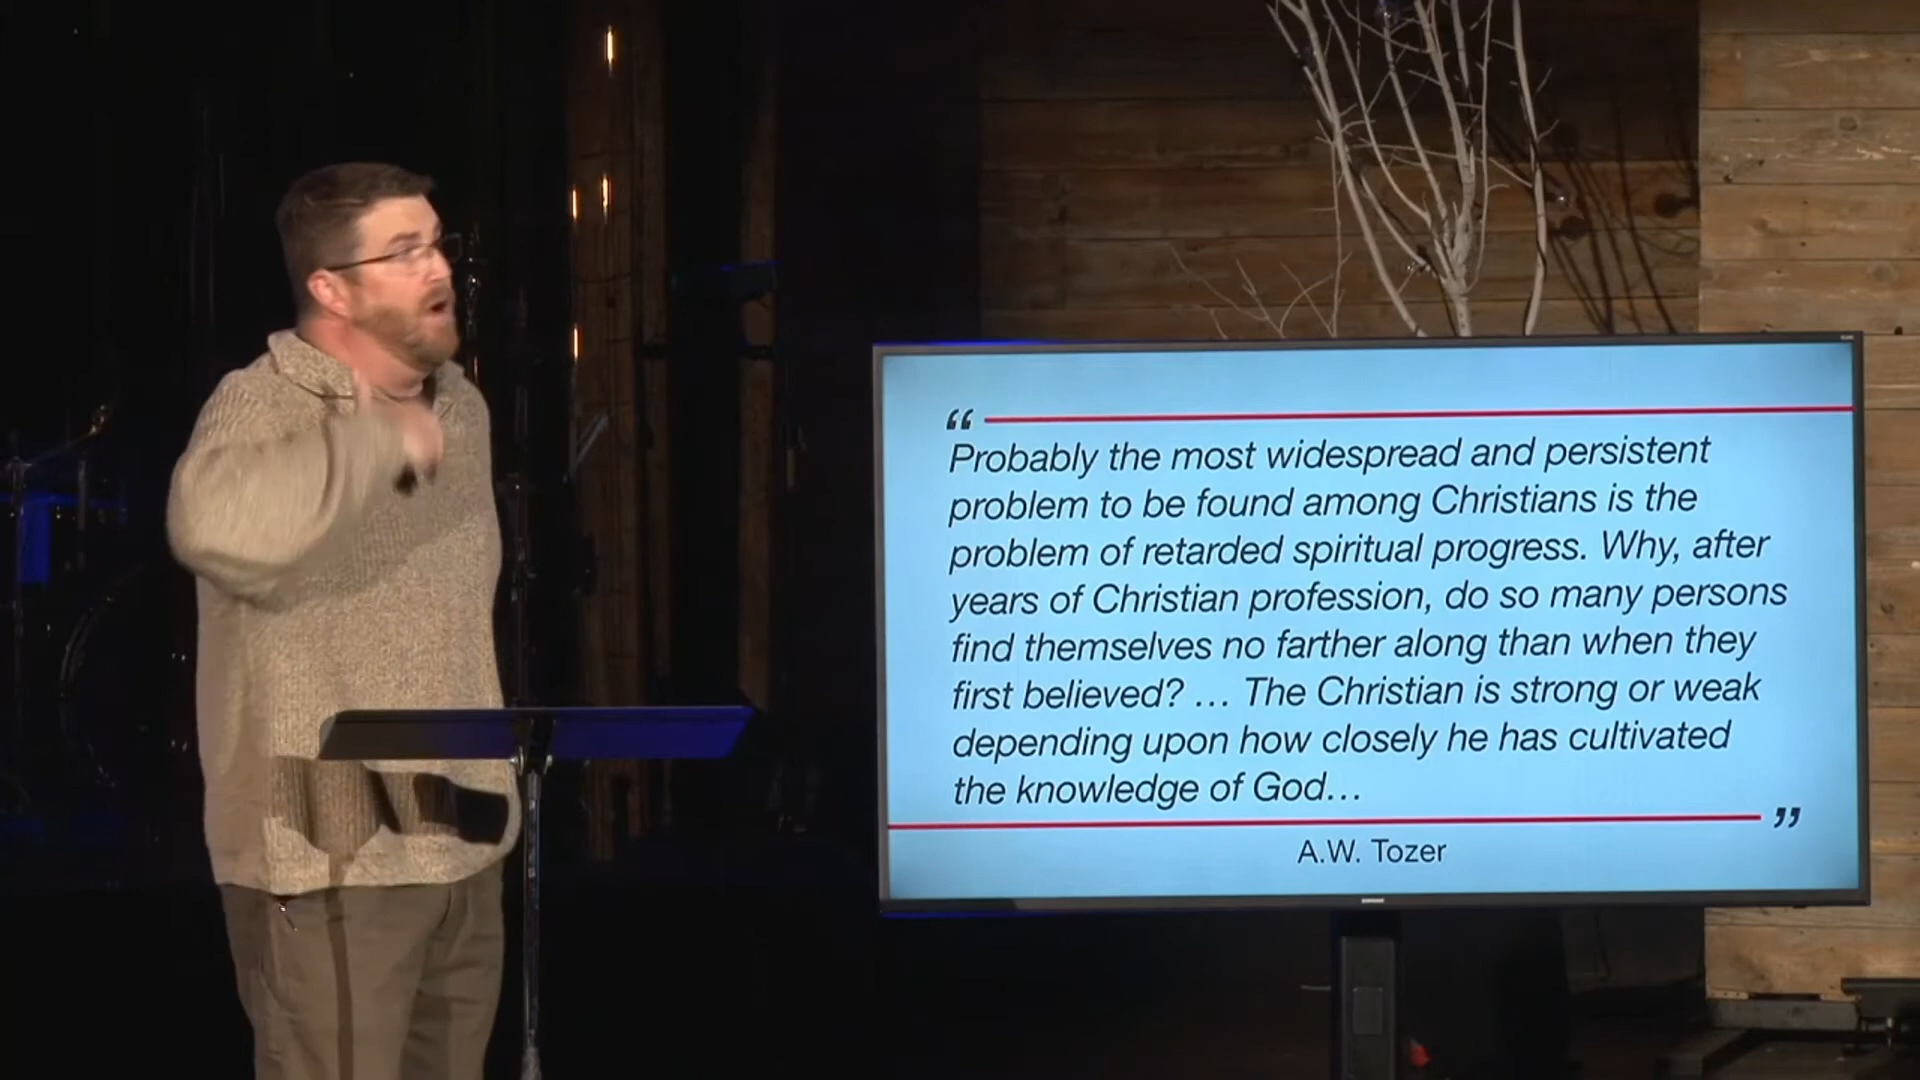 “
Probably the most widespread and persistent
problem to be found among Christians is the
problem of retarded spiritual progress. Why, after
years of Christian profession, do so many persons
find themselves no farther along than when they
first believed? … The Christian is strong or weak
depending upon how closely he has cultivated
the knowledge of God…
”
A.W. Tozer